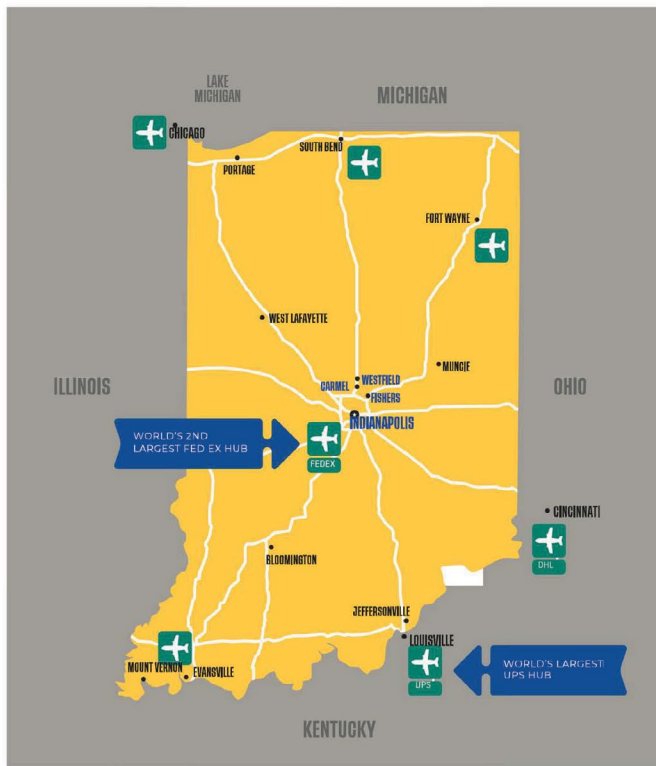 LAKE
MICHIGAN
MICHIGAN
CHICAGO
SOUTH BEND
PORTAGE
FORT WAYNE
WEST LAFAYETTE
MUNCIE
ILLINOIS
WESTFIELD
CARMEL
OHIO
FISHERS
INDIANAPOLIS
WORLD'S 2ND
LARGEST FED EX HUB
FEDEX
CINCINNATI
BLOOMINGTON
DHL
JEFFERSONVILLE
LOUISVILLE
MOUNT VERNON
EVANSVILLE
WORLD'S LARGEST
UPS HUB
UPS
KENTUCKY